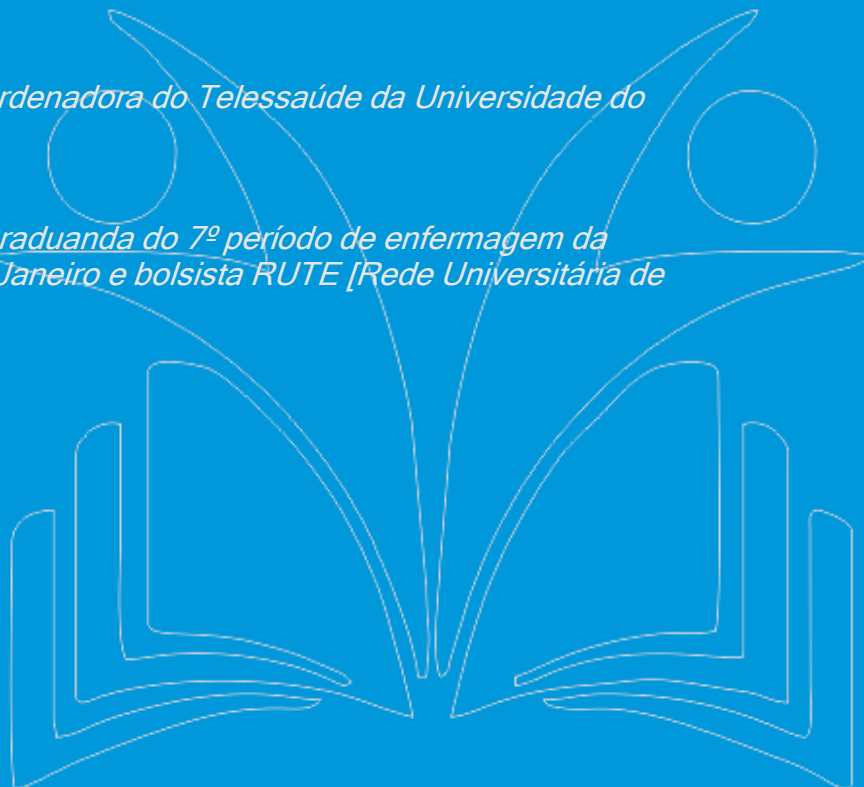 rdenadora do Telessaúde da Universidade do
raduanda do 7º período de enfermagem da
Janeiro e bolsista RUTE [Rede Universitária de